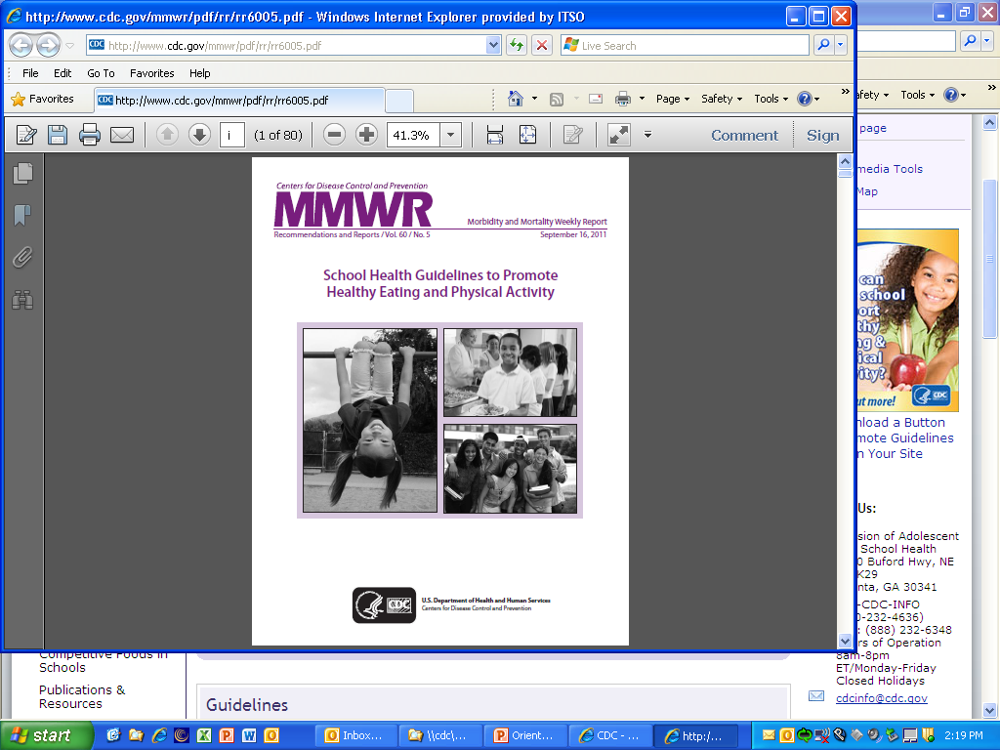 http://www.cdc.gov/mmwr/pdf/rr/rr6005.pdf - Windows Internet Explorer provided by ITSO
http://www.cdc.gov/mmwr/pdf/rr/rr6005.pdf
Live Search
File Edit Go To Favorites Help
Favorites
http://www.cdc.gov/mmwr/pdf/rr/rr6005.pdf
Page Safety Tools
i (1 of 80) 41.3% Comment Sign
Centers for Disease Control and Prevention
MMWR
Morbidity and Mortality Weekly Report
Recommendations and Reports / Vol. 60 / No. 5 September 16, 2011
School Health Guidelines to Promote
Healthy Eating and Physical Activity
CDC
U.S. Department of Health and Human Services
Centers for Disease Control and Prevention
afety Tools
page
media Tools
Map
can
school
ort
thy
g &
ical
ity?
ut more!
CDC
nload a Button
mote Guidelines
n Your Site
Us:
sion of Adolescent
School Health
0 Buford Hwy, NE
K29
nta, GA 30341
-CDC-INFO
0-232-4636)
: (888) 232-6348
rs of Operation
8am-8pm
ET/Monday-Friday
Closed Holidays
cdcinfo@cdc.gov
Competitive Foods in
Schools
Publications &
Resources
Guidelines
start
Inbox...
\\cdc\...
Orient...
CDC - ...
http:/...
2:19 PM